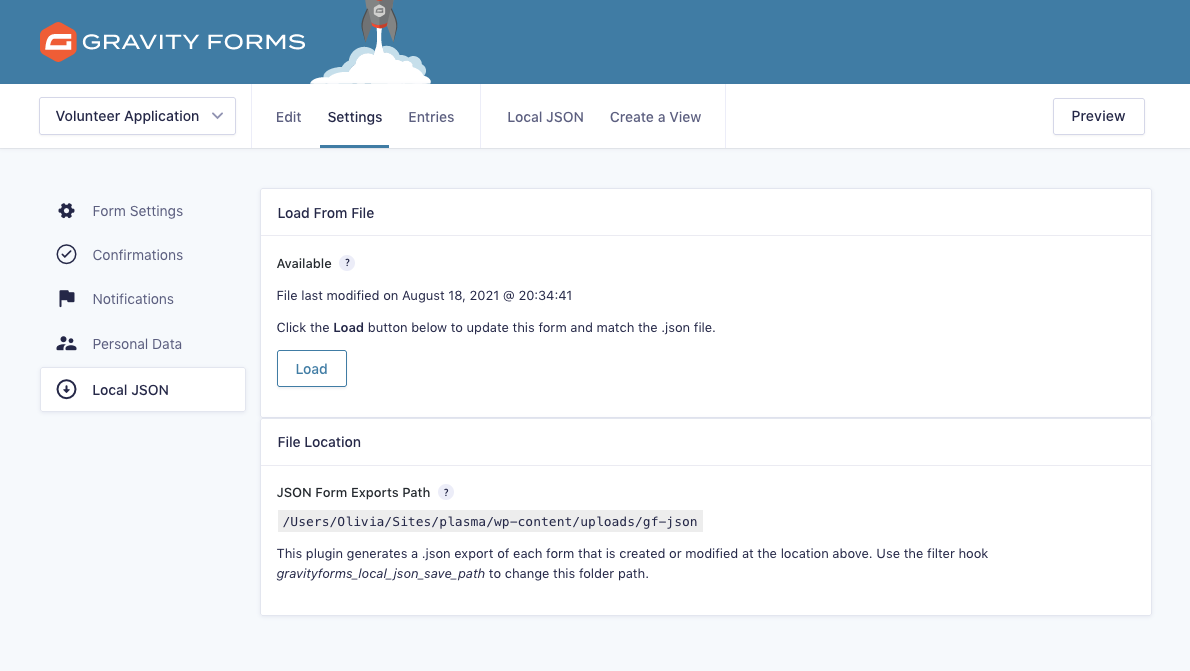 GRAVITY FORMS
Volunteer Application
Edit
Settings
Entries
Local JSON
Create a View
Preview
Form Settings
Confirmations
Notifications
Personal Data
Local JSON
Load From File
Available ?
File last modified on August 18, 2021 @ 20:34:41
Click the Load button below to update this form and match the .json file.
Load
File Location
JSON Form Exports Path ?
/Users/Olivia/Sites/plasma/wp-content/uploads/gf-json
This plugin generates a .json export of each form that is created or modified at the location above. Use the filter hook
gravityforms_local_json_save_path to change this folder path.